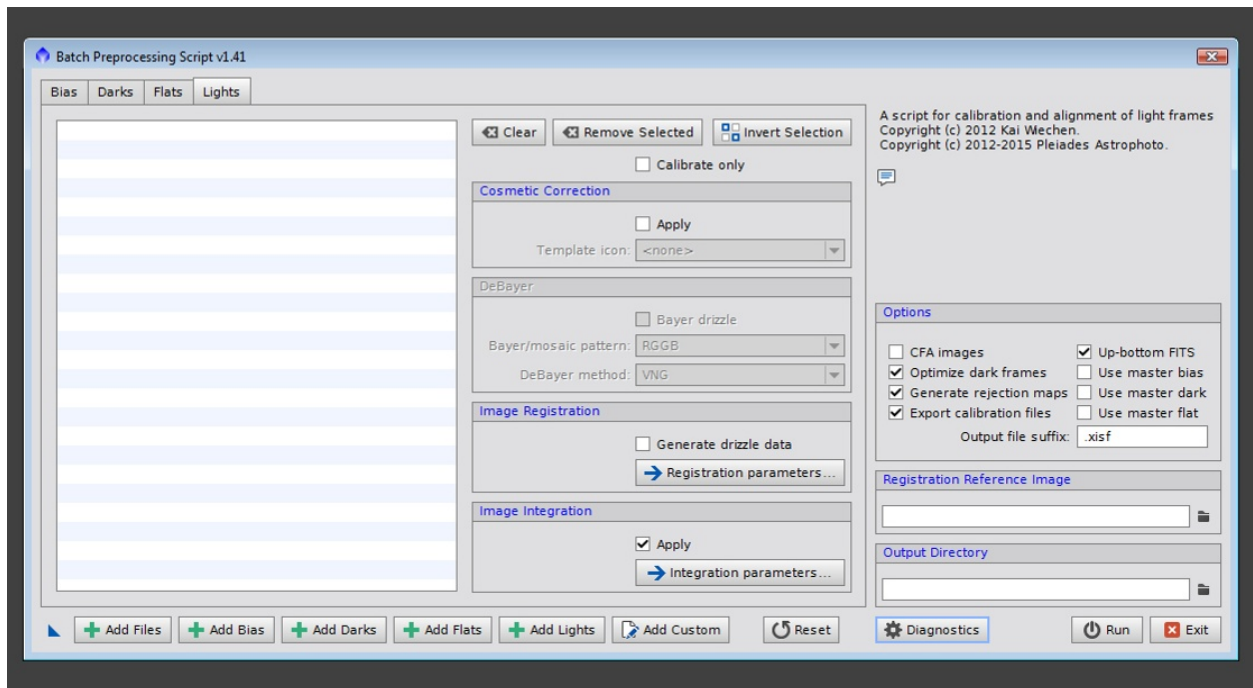 Batch Preprocessing Script v1.41
Bias Darks Flats Lights
Clear Remove Selected Invert Selection
Calibrate only
Cosmetic Correction
Apply
Template icon: <none>
DeBayer
Bayer drizzle
Bayer/mosaic pattern: RGGB
DeBayer method: VNG
Image Registration
Generate drizzle data
Registration parameters...
Image Integration
Apply
Integration parameters...
A script for calibration and alignment of light frames
Copyright (c) 2012 Kai Wechen.
Copyright (c) 2012-2015 Pleiades Astrophoto.
Options
CFA images Up-bottom FITS
Optimize dark frames Use master bias
Generate rejection maps Use master dark
Export calibration files Use master flat
Output file suffix: .xisf
Registration Reference Image
Output Directory
Add Files Add Bias Add Darks Add Flats Add Lights Add Custom Reset Diagnostics Run Exit